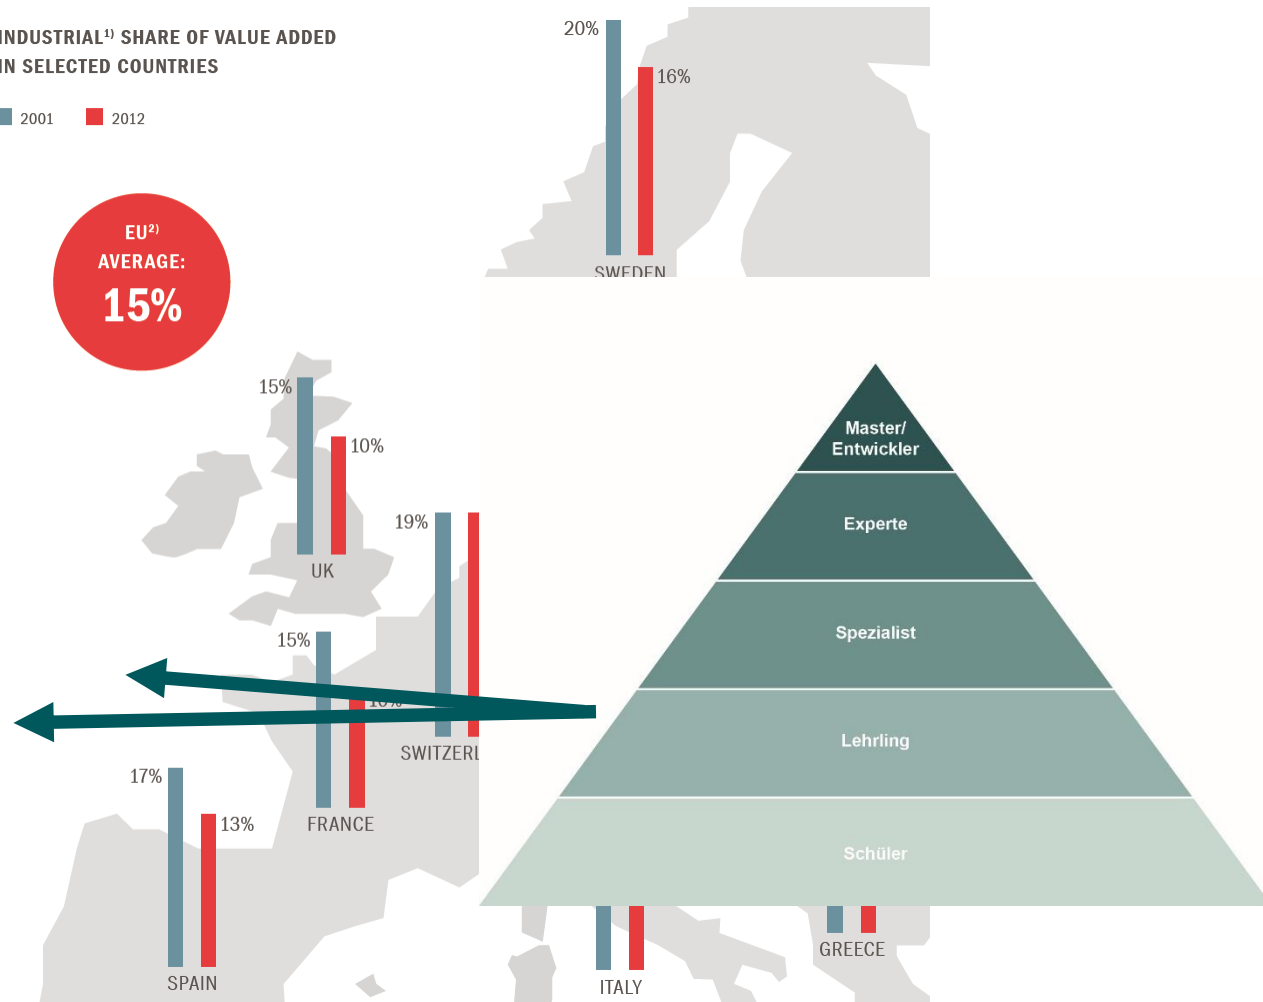 INDUSTRIAL¹⁾ SHARE OF VALUE ADDED
IN SELECTED COUNTRIES
2001 2012
EU²⁾
AVERAGE:
15%
20%
16%
SWEDEN
15%
10%
UK
19%
SWITZERL
15%
FRANCE
17%
13%
SPAIN
ITALY
GREECE
Master/
Entwickler
Experte
Spezialist
Lehrling
Schüler